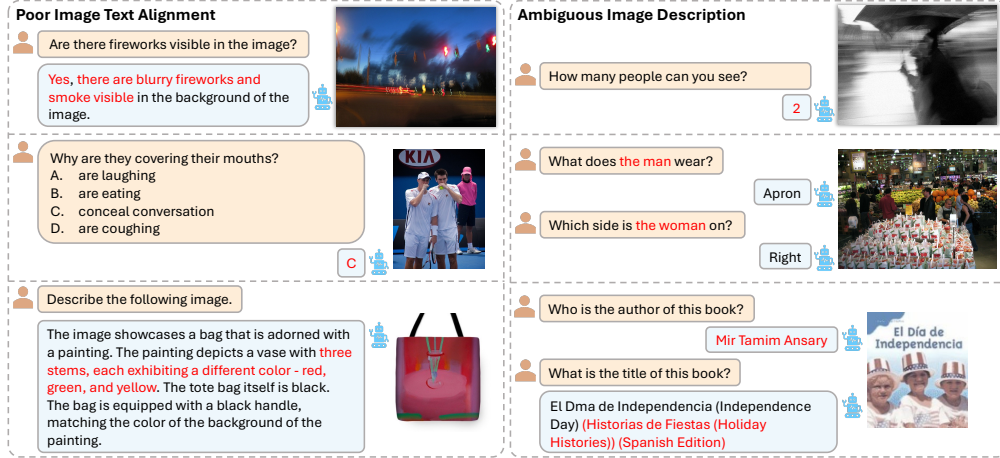 Poor Image Text Alignment
Are there fireworks visible in the image?
Yes, there are blurry fireworks and
smoke visible in the background of the
image.
Why are they covering their mouths?
A. are laughing
B. are eating
C. conceal conversation
D. are coughing
KIA
C
Describe the following image.
The image showcases a bag that is adorned with
a painting. The painting depicts a vase with three
stems, each exhibiting a different color - red,
green, and yellow. The tote bag itself is black.
The bag is equipped with a black handle,
matching the color of the background of the
painting.
Ambiguous Image Description
How many people can you see?
2
What does the man wear?
Apron
Which side is the woman on?
Right
Who is the author of this book?
Mir Tamim Ansary
What is the title of this book?
El Dma de Independencia (Independence
Day) (Historias de Fiestas (Holiday
Histories)) (Spanish Edition)
El Día de
Independencia